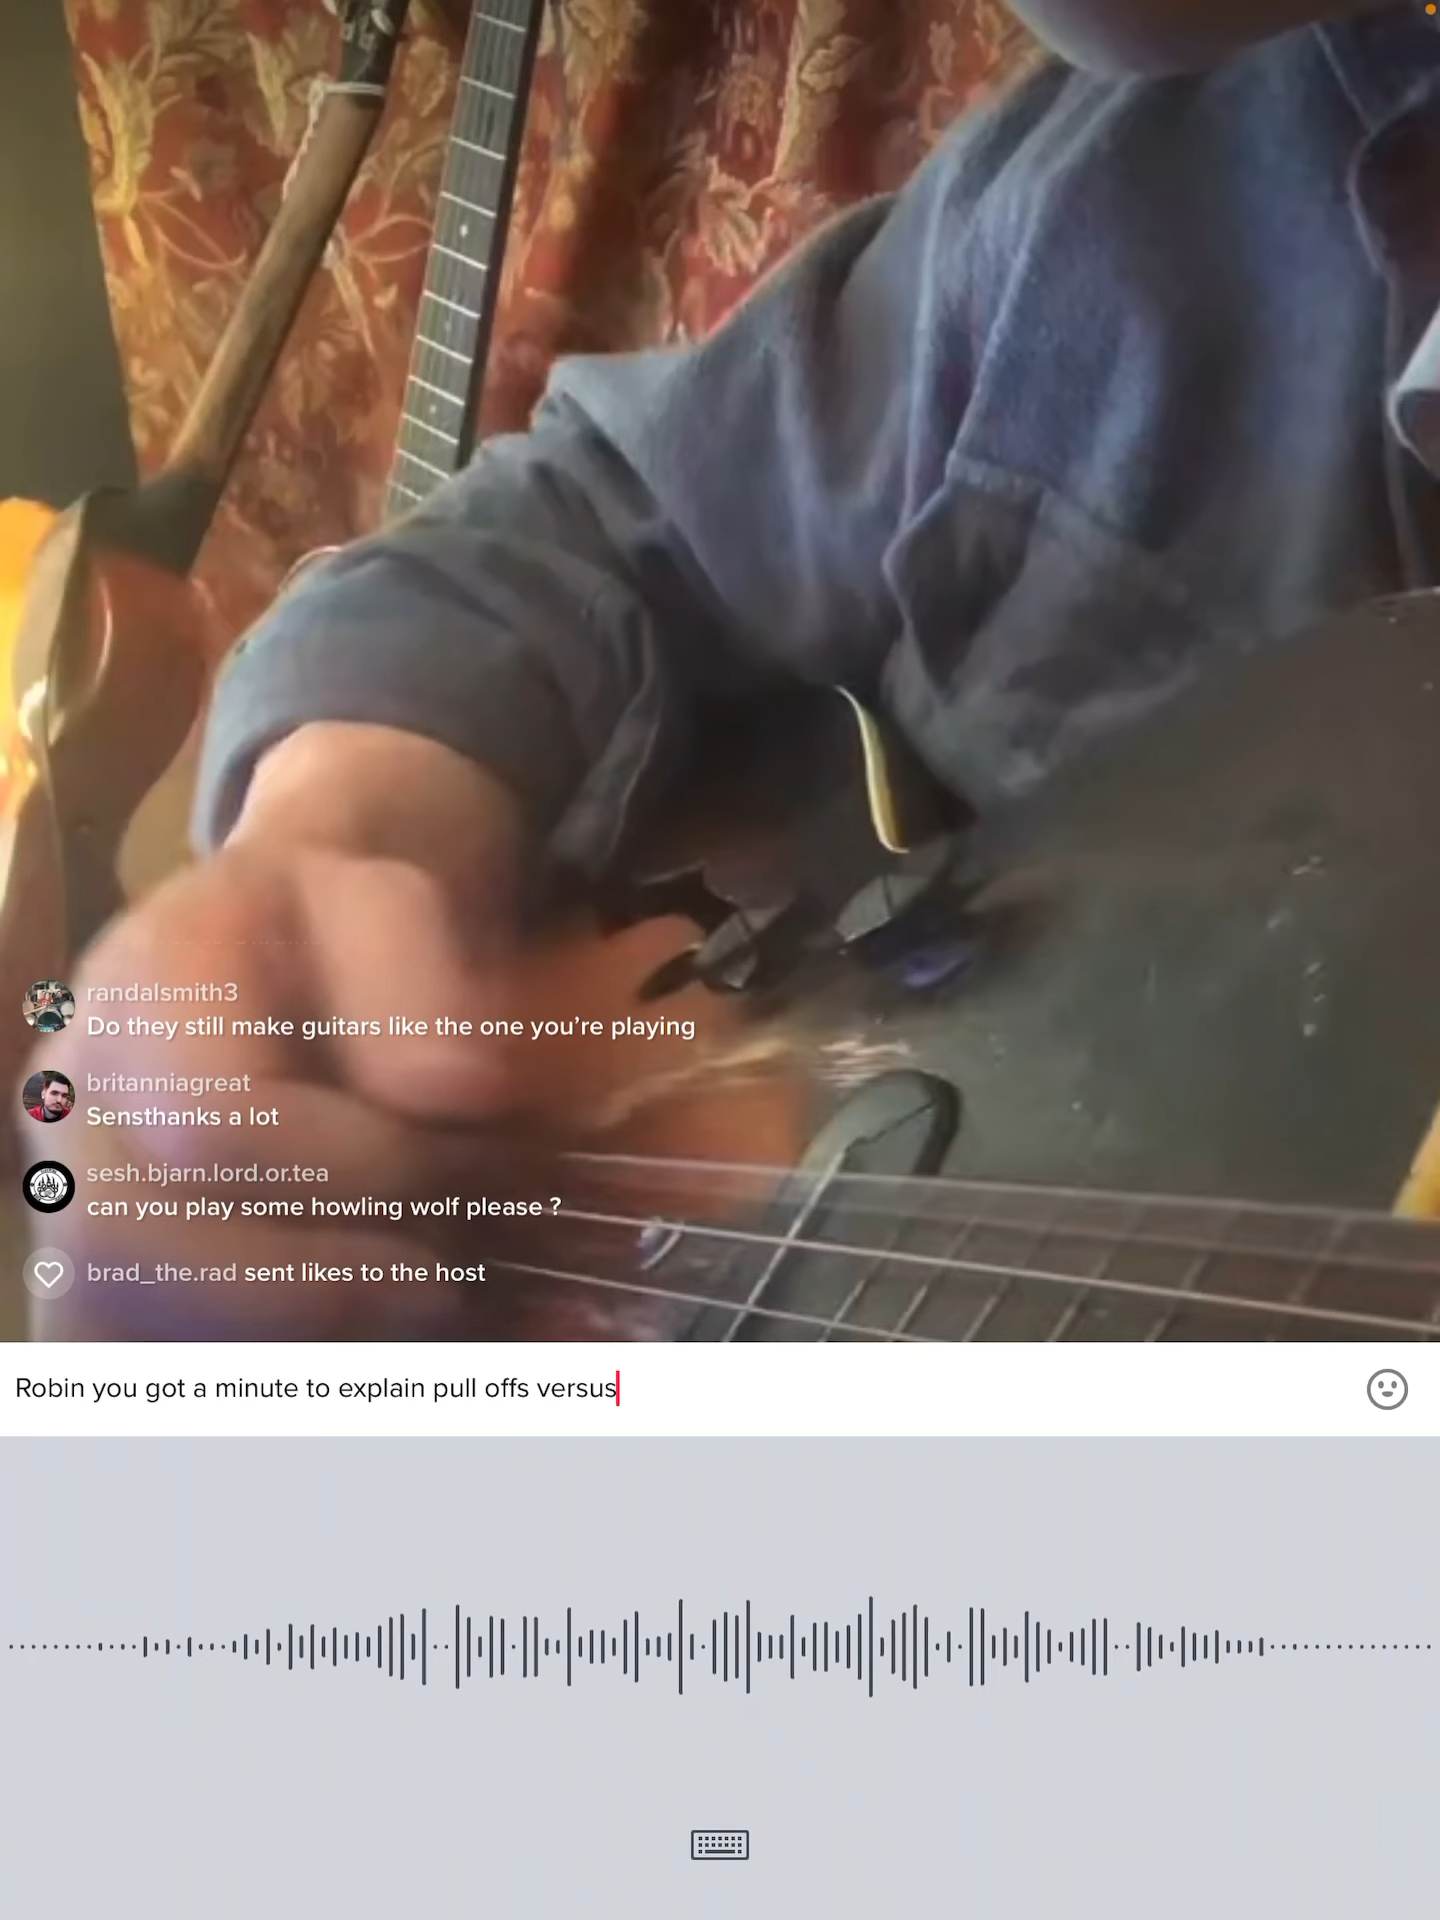 randalsmith3
Do they still make guitars like the one you're playing
britanniagreat
Sensthanks a lot
sesh.bjarn.lord.or.tea
can you play some howling wolf please ?
brad_the.rad sent likes to the host
Robin you got a minute to explain pull offs versus